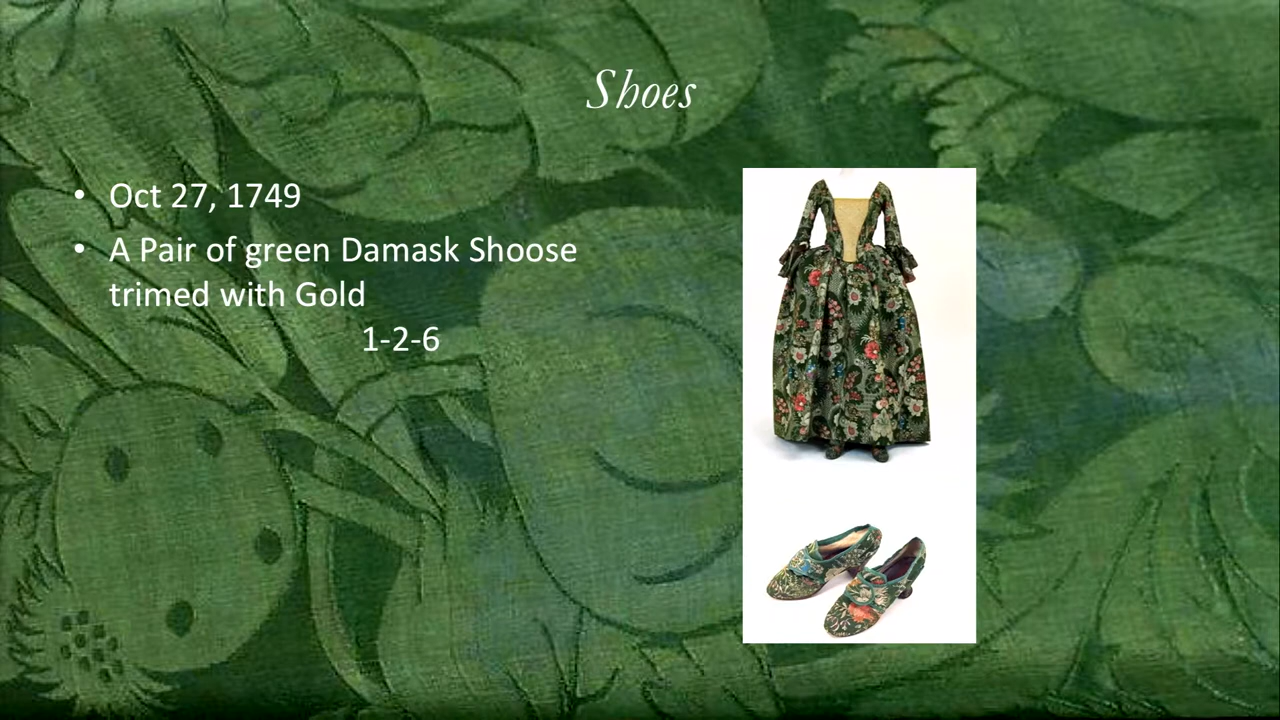 Shoes
• Oct 27, 1749
• A Pair of green Damask Shoose
trimed with Gold
1-2-6